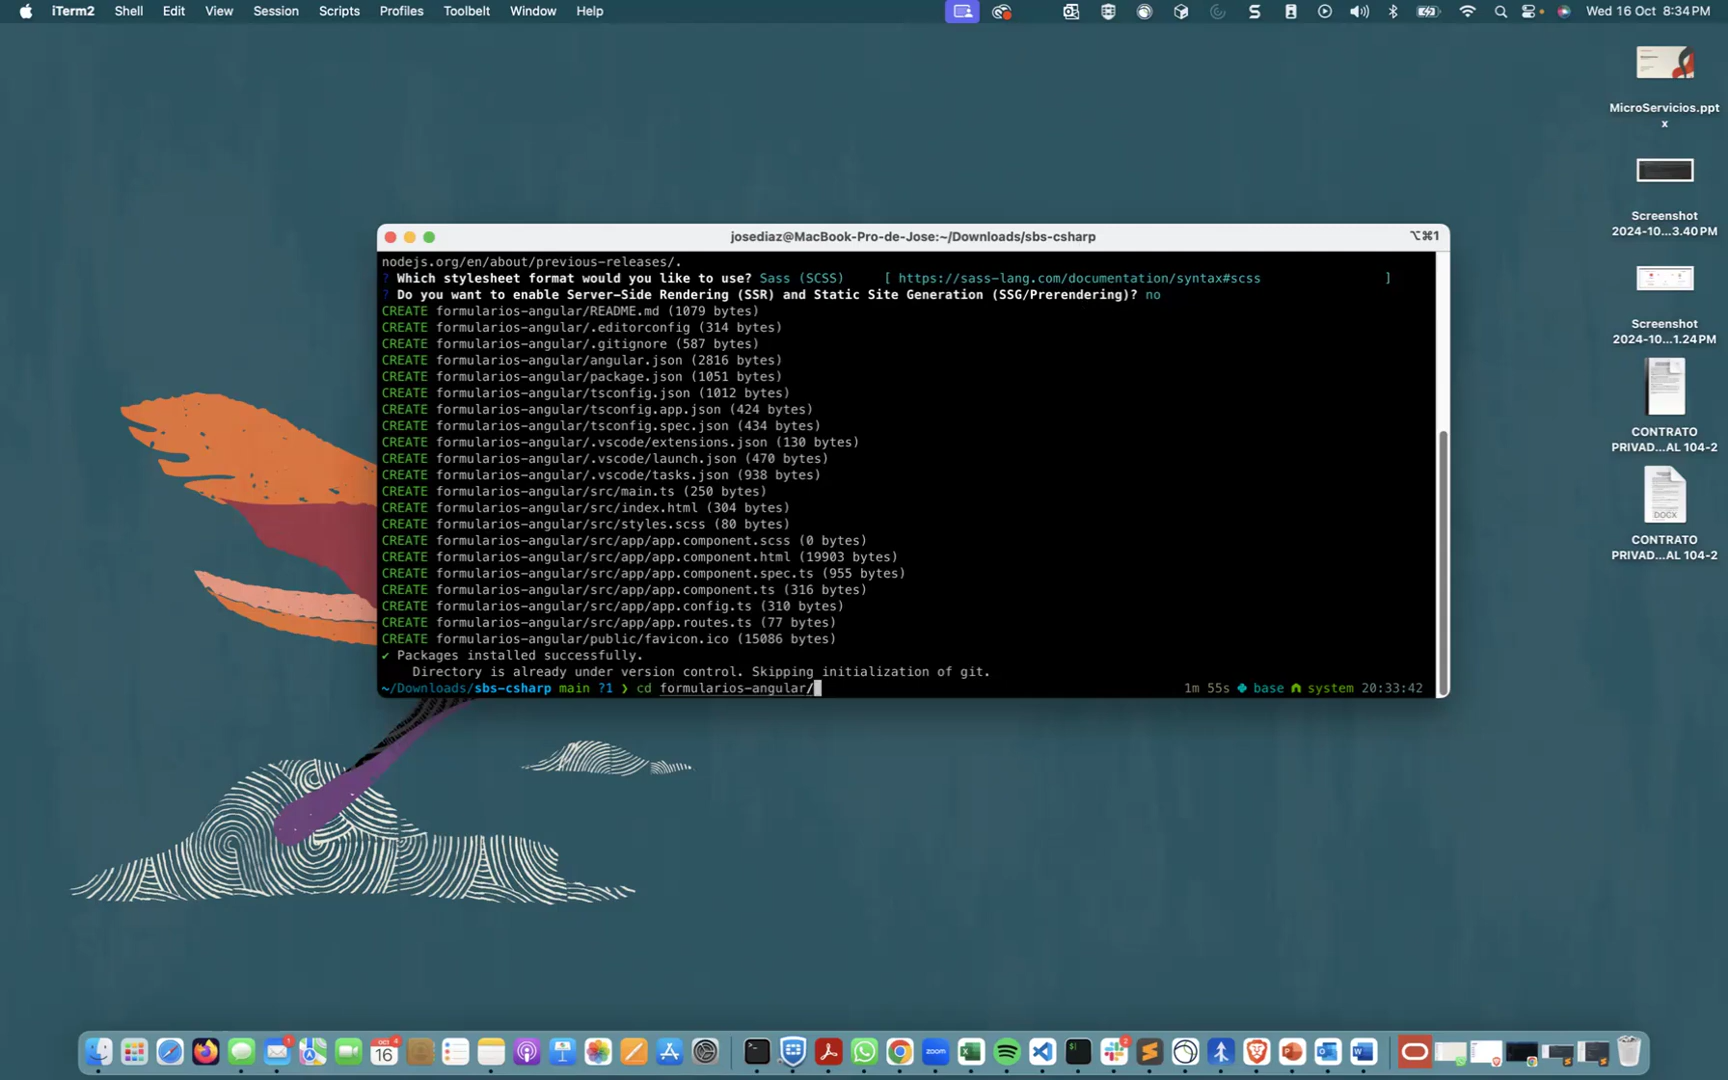 iTerm2 Shell Edit View Session Scripts Profiles Toolbelt Window Help
Wed 16 Oct 8:34 PM
MicroServicios.ppt
x
Screenshot
2024-10...3.40 PM
Screenshot
2024-10...1.24 PM
CONTRATO
PRIVAD...AL 104-2
DOCX
CONTRATO
PRIVAD...AL 104-2
josediaz@MacBook-Pro-de-Jose:~/Downloads/sbs-csharp
⌥⌘1
nodejs.org/en/about/previous-releases/.
? Which stylesheet format would you like to use? Sass (SCSS) [ https://sass-lang.com/documentation/syntax#scss ]
? Do you want to enable Server-Side Rendering (SSR) and Static Site Generation (SSG/Prerendering)? no
CREATE formularios-angular/README.md (1079 bytes)
CREATE formularios-angular/.editorconfig (314 bytes)
CREATE formularios-angular/.gitignore (587 bytes)
CREATE formularios-angular/angular.json (2816 bytes)
CREATE formularios-angular/package.json (1051 bytes)
CREATE formularios-angular/tsconfig.json (1012 bytes)
CREATE formularios-angular/tsconfig.app.json (424 bytes)
CREATE formularios-angular/tsconfig.spec.json (434 bytes)
CREATE formularios-angular/.vscode/extensions.json (130 bytes)
CREATE formularios-angular/.vscode/launch.json (470 bytes)
CREATE formularios-angular/.vscode/tasks.json (938 bytes)
CREATE formularios-angular/src/main.ts (250 bytes)
CREATE formularios-angular/src/index.html (304 bytes)
CREATE formularios-angular/src/styles.scss (80 bytes)
CREATE formularios-angular/src/app/app.component.scss (0 bytes)
CREATE formularios-angular/src/app/app.component.html (19903 bytes)
CREATE formularios-angular/src/app/app.component.spec.ts (955 bytes)
CREATE formularios-angular/src/app/app.component.ts (316 bytes)
CREATE formularios-angular/src/app/app.config.ts (310 bytes)
CREATE formularios-angular/src/app/app.routes.ts (77 bytes)
CREATE formularios-angular/public/favicon.ico (15086 bytes)
✔ Packages installed successfully.
Directory is already under version control. Skipping initialization of git.
~/Downloads/sbs-csharp main ?1 ❯ cd formularios-angular/ 1m 55s base system 20:33:42
OCT
16
zoom